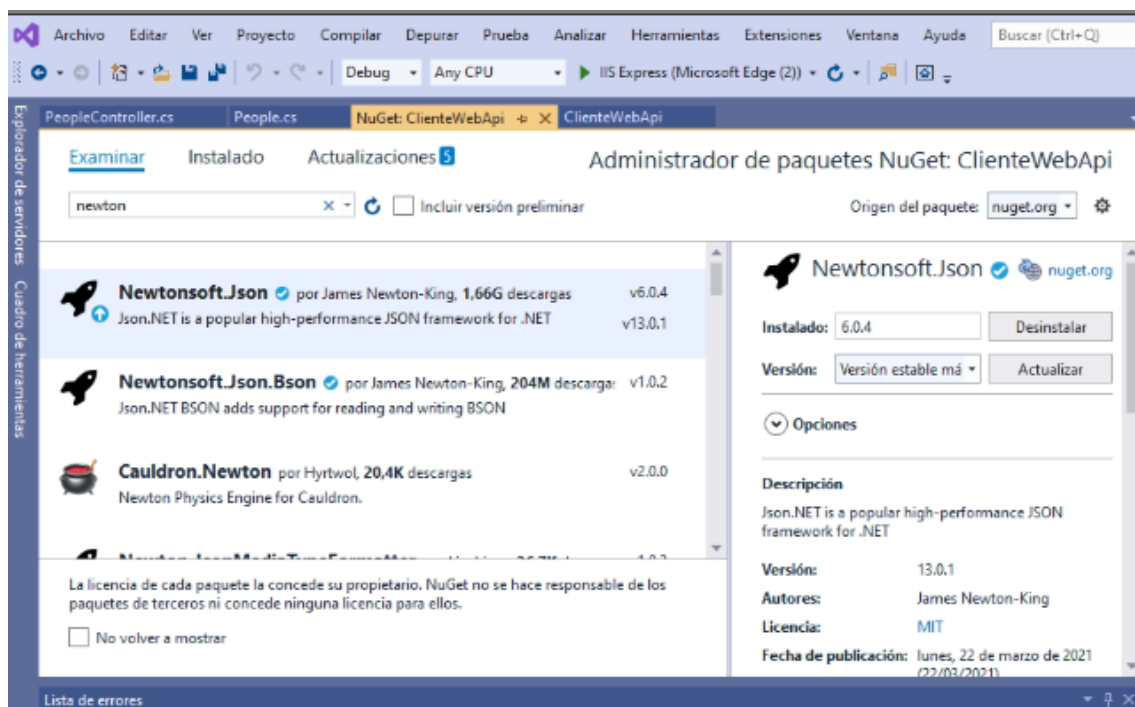 Archivo Editar Ver Proyecto Compilar Depurar Prueba Analizar Herramientas Extensiones Ventana Ayuda Buscar (Ctrl+Q)
Debug Any CPU IIS Express (Microsoft Edge (2))
PeopleController.cs People.cs NuGet: ClienteWebApi ClienteWebApi
Explorador de servidores
Cuadro de herramientas
Examinar Instalado Actualizaciones 5
Administrador de paquetes NuGet: ClienteWebApi
newton
Incluir versión preliminar
Origen del paquete: nuget.org
Newtonsoft.Json por James Newton-King, 1,66G descargas v6.0.4
Json.NET is a popular high-performance JSON framework for .NET v13.0.1
Newtonsoft.Json.Bson por James Newton-King, 204M descarga: v1.0.2
Json.NET BSON adds support for reading and writing BSON
Cauldron.Newton por Hyrtwol, 20,4K descargas v2.0.0
Newton Physics Engine for Cauldron.
La licencia de cada paquete la concede su propietario. NuGet no se hace responsable de los
paquetes de terceros ni concede ninguna licencia para ellos.
No volver a mostrar
Newtonsoft.Json nuget.org
Instalado: 6.0.4 Desinstalar
Versión: Versión estable má Actualizar
Opciones
Descripción
Json.NET is a popular high-performance JSON
framework for .NET
Versión: 13.0.1
Autores: James Newton-King
Licencia: MIT
Fecha de publicación: lunes, 22 de marzo de 2021
(22/03/2021)
Lista de errores